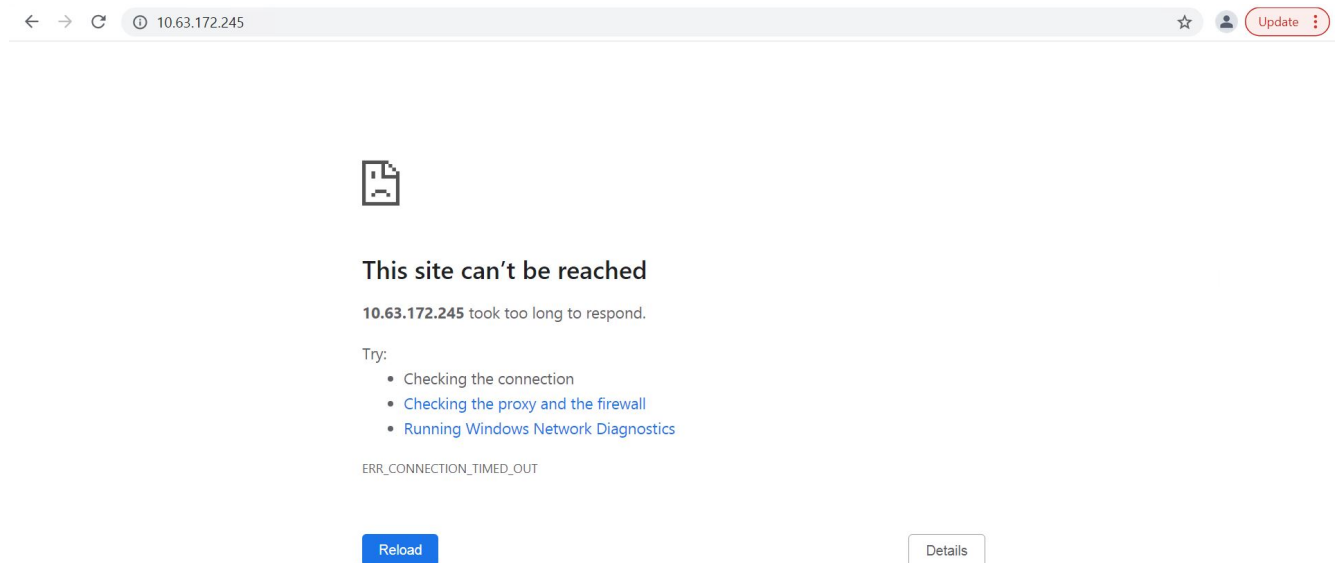 10.63.172.245
Update
This site can’t be reached
10.63.172.245 took too long to respond.
Try:
Checking the connection
Checking the proxy and the firewall
Running Windows Network Diagnostics
ERR_CONNECTION_TIMED_OUT
Reload
Details